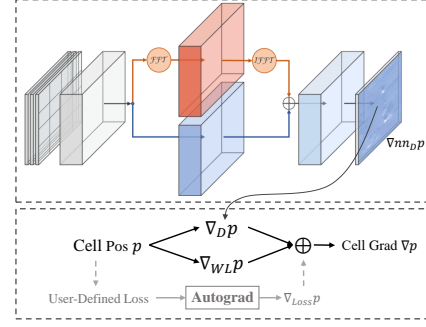 FFT
IFFT
∇nn_D p
∇_D p
Cell Pos p
Cell Grad ∇p
∇_WL p
User-Defined Loss
Autograd
∇_Loss p